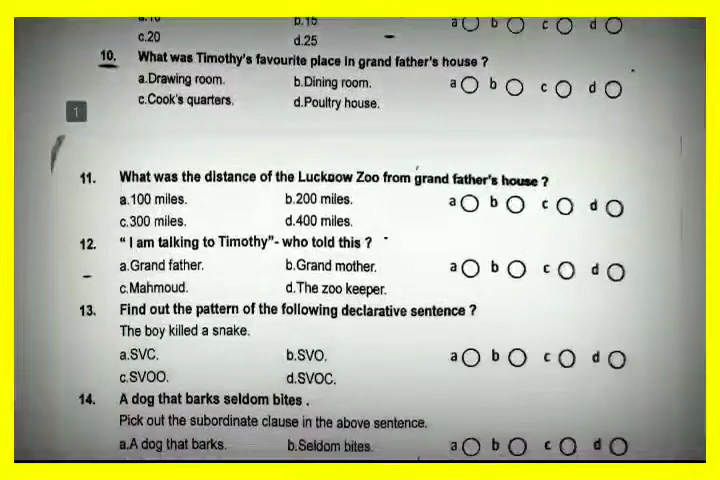 a.10 b.15 a b c d
c.20 d.25
10. What was Timothy's favourite place in grand father's house ?
a.Drawing room. b.Dining room. a b c d
c.Cook's quarters. d.Poultry house.
1
11. What was the distance of the Lucknow Zoo from grand father's house ?
a.100 miles. b.200 miles. a b c d
c.300 miles. d.400 miles.
12. “ I am talking to Timothy”- who told this ?
a.Grand father. b.Grand mother. a b c d
c.Mahmoud. d.The zoo keeper.
13. Find out the pattern of the following declarative sentence ?
The boy killed a snake.
a.SVC. b.SVO. a b c d
c.SVOO. d.SVOC.
14. A dog that barks seldom bites .
Pick out the subordinate clause in the above sentence.
a.A dog that barks. b.Seldom bites. a b c d